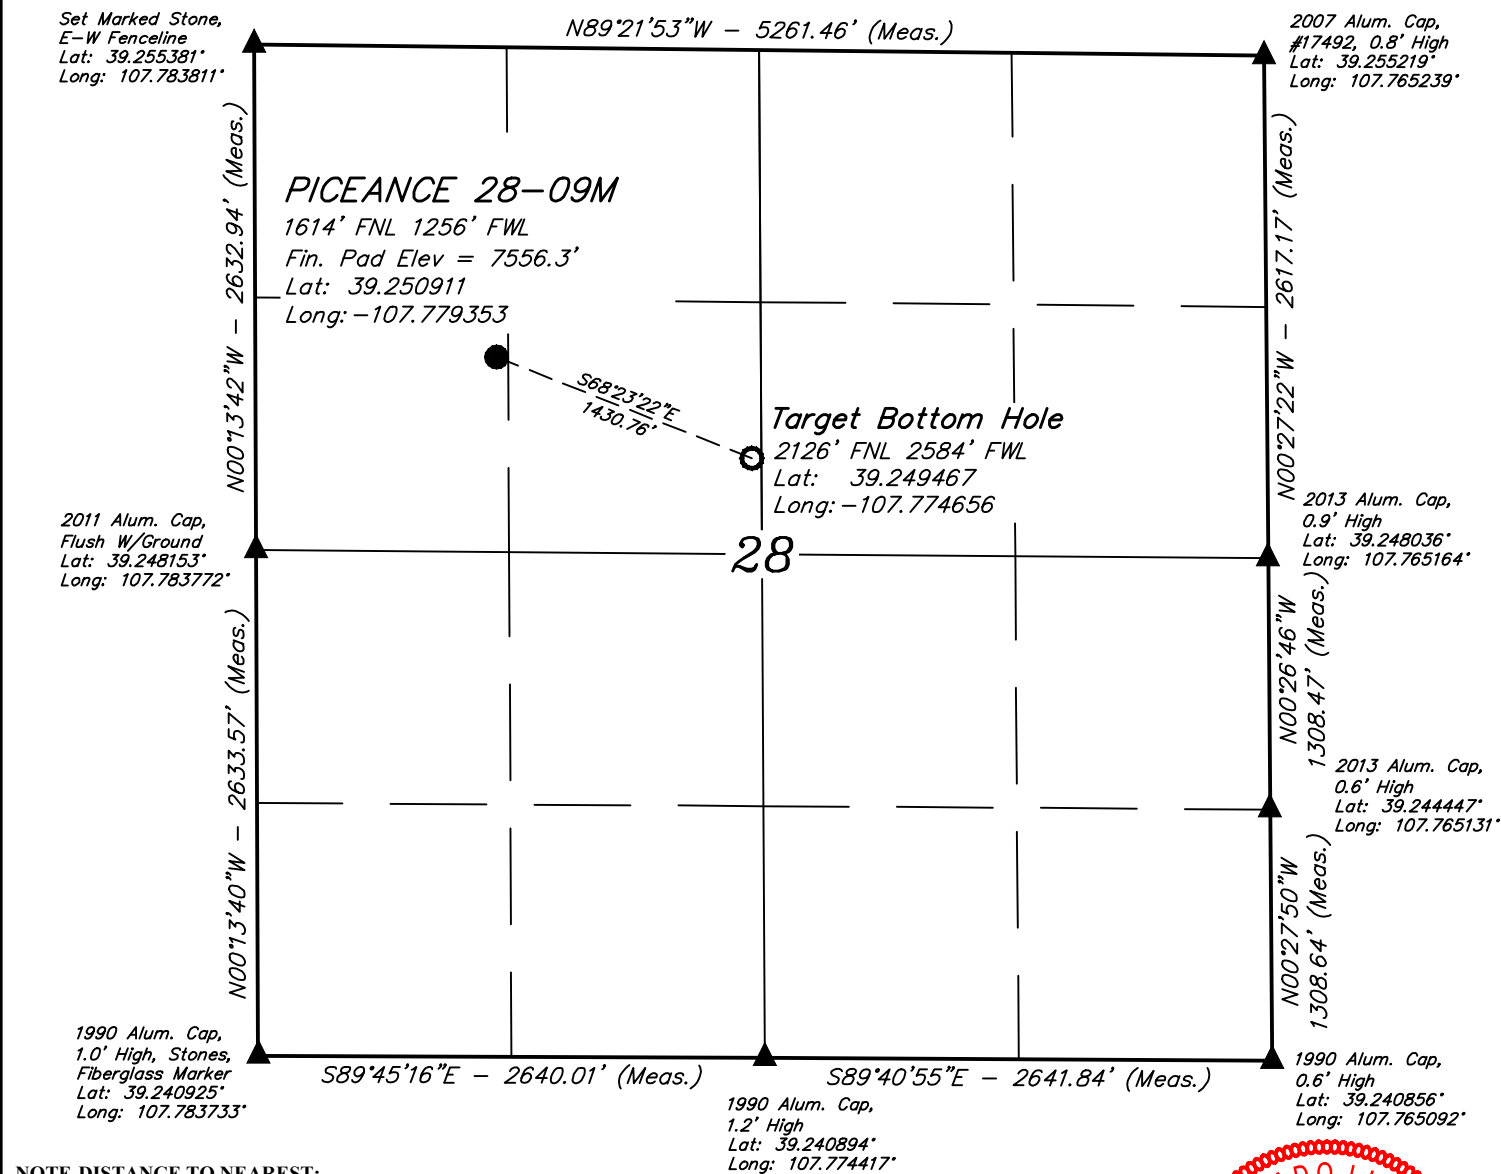 Set Marked Stone,
E-W Fenceline
Lat: 39.255381°
Long: 107.783811°
N89°21'53"W - 5261.46' (Meas.)
2007 Alum. Cap,
#17492, 0.8' High
Lat: 39.255219°
Long: 107.765239°
N00°13'42"W - 2632.94' (Meas.)
PICEANCE 28-09M
1614' FNL 1256' FWL
Fin. Pad Elev = 7556.3'
Lat: 39.250911
Long: -107.779353
N00°27'22"W - 2617.17' (Meas.)
S68°23'22"E
1430.76'
Target Bottom Hole
2126' FNL 2584' FWL
Lat: 39.249467
Long: -107.774656
2011 Alum. Cap,
Flush W/Ground
Lat: 39.248153°
Long: 107.783772°
28
2013 Alum. Cap,
0.9' High
Lat: 39.248036°
Long: 107.765164°
N00°13'40"W - 2633.57' (Meas.)
N00°26'46"W
1308.47' (Meas.)
2013 Alum. Cap,
0.6' High
Lat: 39.244447°
Long: 107.765131°
N00°27'50"W
1308.64' (Meas.)
1990 Alum. Cap,
1.0' High, Stones,
Fiberglass Marker
Lat: 39.240925°
Long: 107.783733°
S89°45'16"E - 2640.01' (Meas.)
S89°40'55"E - 2641.84' (Meas.)
1990 Alum. Cap,
0.6' High
Lat: 39.240856°
Long: 107.765092°
1990 Alum. Cap,
1.2' High
Lat: 39.240894°
Long: 107.774417°
NOTE DISTANCE TO NEAREST: